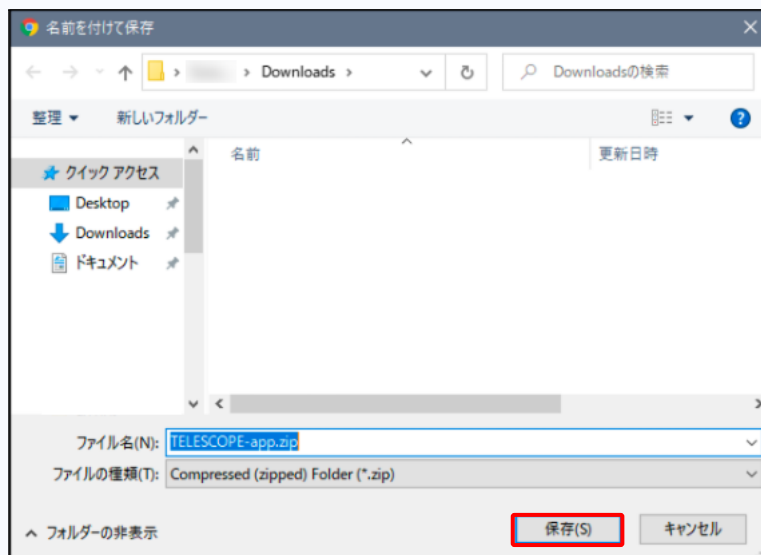 名前を付けて保存
Downloads
Downloadsの検索
整理
新しいフォルダー
名前
更新日時
クイック アクセス
Desktop
Downloads
ドキュメント
ファイル名(N): TELESCOPE-app.zip
ファイルの種類(T): Compressed (zipped) Folder (*.zip)
フォルダーの非表示
保存(S)
キャンセル